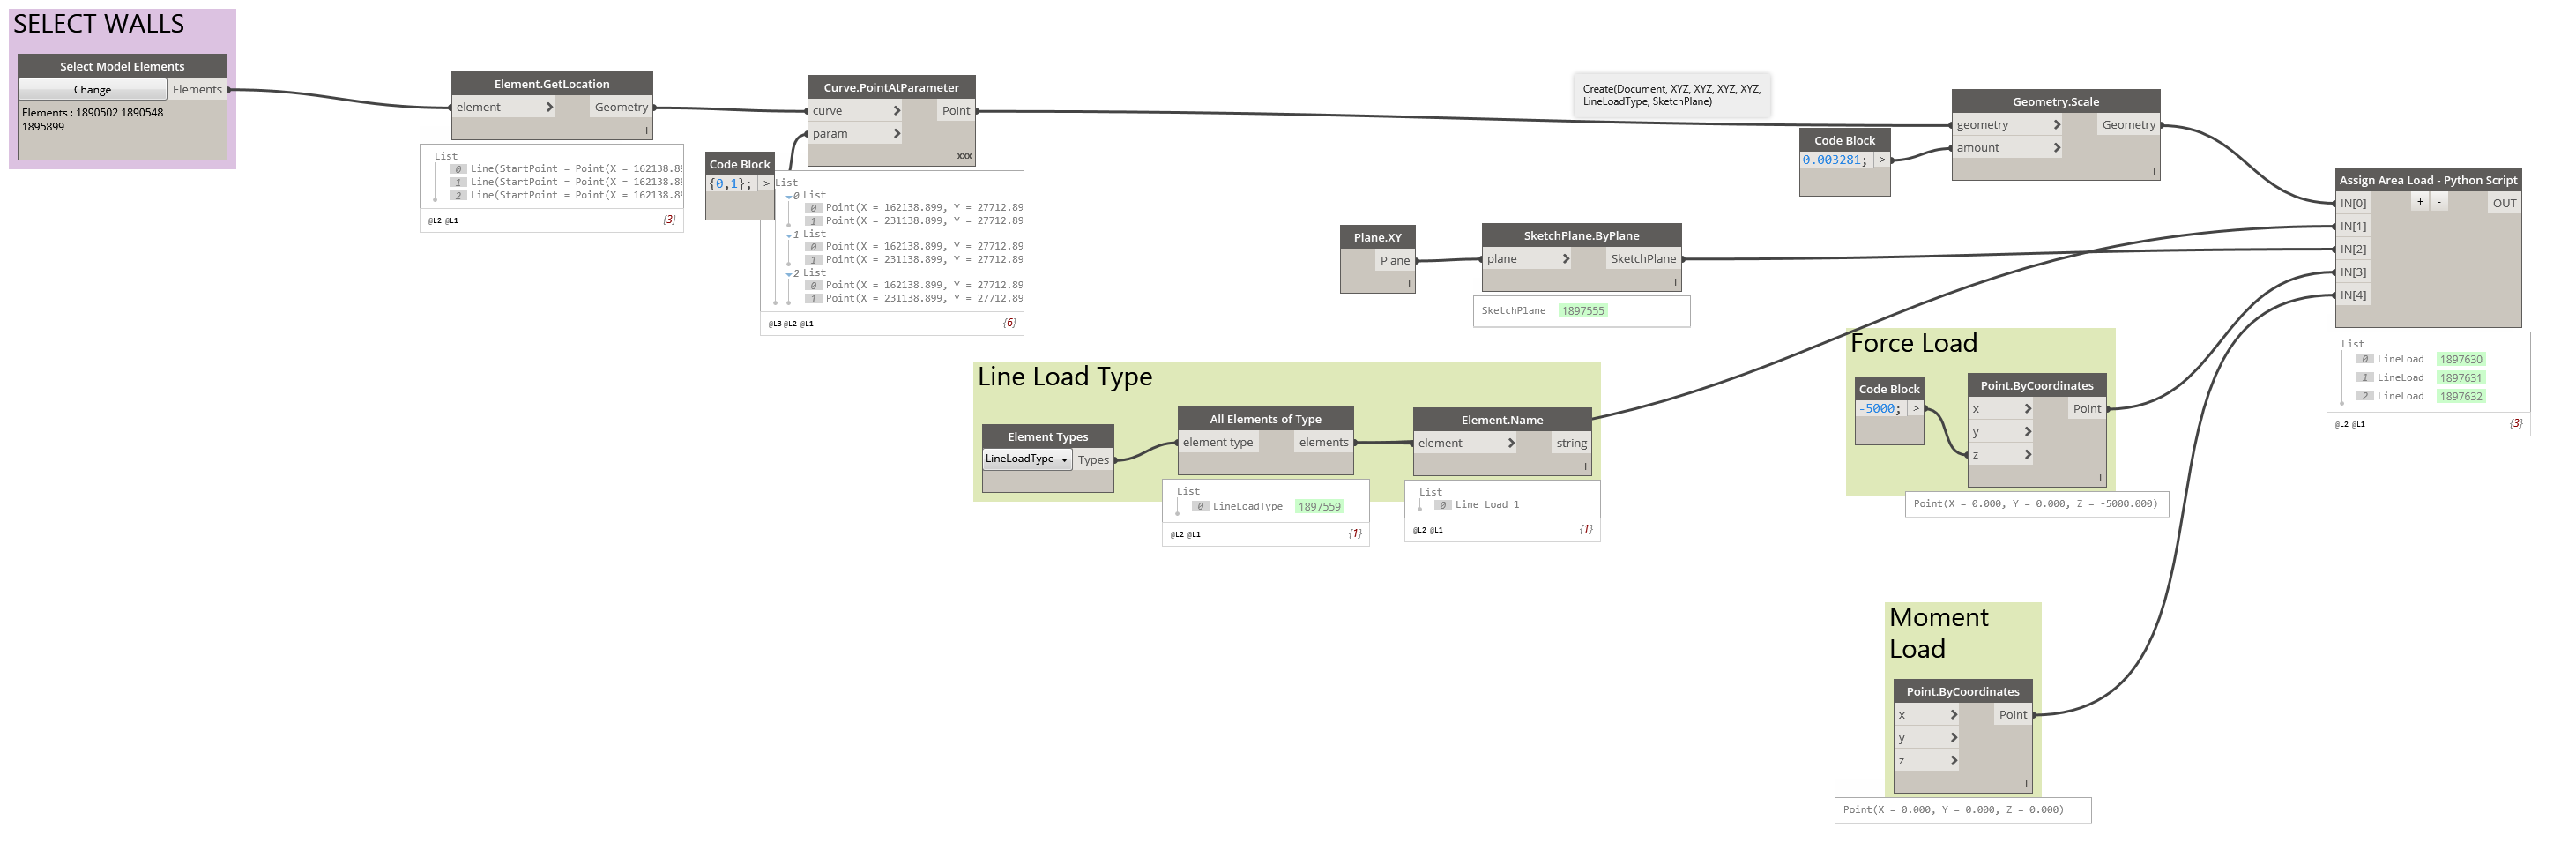 SELECT WALLS
Select Model Elements
Change
Elements
Elements : 1890502 1890548
1895899
Element.GetLocation
element >
Geometry
l
List
0 Line(StartPoint = Point(X = 162138.89
1 Line(StartPoint = Point(X = 162138.89
2 Line(StartPoint = Point(X = 162138.89
@L2 @L1
{3}
Code Block
{0,1}; >
Curve.PointAtParameter
curve >
Point
param >
xxx
List
0 List
0 Point(X = 162138.899, Y = 27712.89
1 Point(X = 231138.899, Y = 27712.89
1 List
0 Point(X = 162138.899, Y = 27712.89
1 Point(X = 231138.899, Y = 27712.89
2 List
0 Point(X = 162138.899, Y = 27712.89
1 Point(X = 231138.899, Y = 27712.89
@L3 @L2 @L1
{6}
Create(Document, XYZ, XYZ, XYZ, XYZ,
LineLoadType, SketchPlane)
Code Block
0.003281; >
Geometry.Scale
geometry >
Geometry
amount >
l
Plane.XY
Plane
l
SketchPlane.ByPlane
plane >
SketchPlane
l
SketchPlane 1897555
Line Load Type
Element Types
LineLoadType
Types
All Elements of Type
element type
elements
List
0 LineLoadType 1897559
@L2 @L1
{1}
Element.Name
element >
string
l
List
0 Line Load 1
@L2 @L1
{1}
Force Load
Code Block
-5000; >
Point.ByCoordinates
x >
Point
y >
z >
l
Point(X = 0.000, Y = 0.000, Z = -5000.000)
Moment
Load
Point.ByCoordinates
x >
Point
y >
z >
l
Point(X = 0.000, Y = 0.000, Z = 0.000)
Assign Area Load - Python Script
IN[0]
+ -
OUT
IN[1]
IN[2]
IN[3]
IN[4]
List
0 LineLoad 1897630
1 LineLoad 1897631
2 LineLoad 1897632
@L2 @L1
{3}